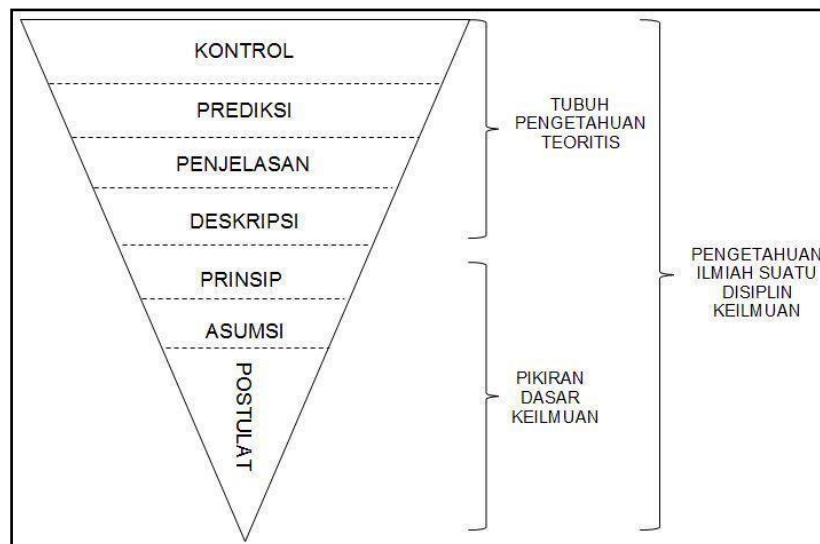 KONTROL
PREDIKSI
PENJELASAN
DESKRIPSI
PRINSIP
ASUMSI
POSTULAT
TUBUH
PENGETAHUAN
TEORITIS
PIKIRAN
DASAR
KEILMUAN
PENGETAHUAN
ILMIAH SUATU
DISIPLIN
KEILMUAN